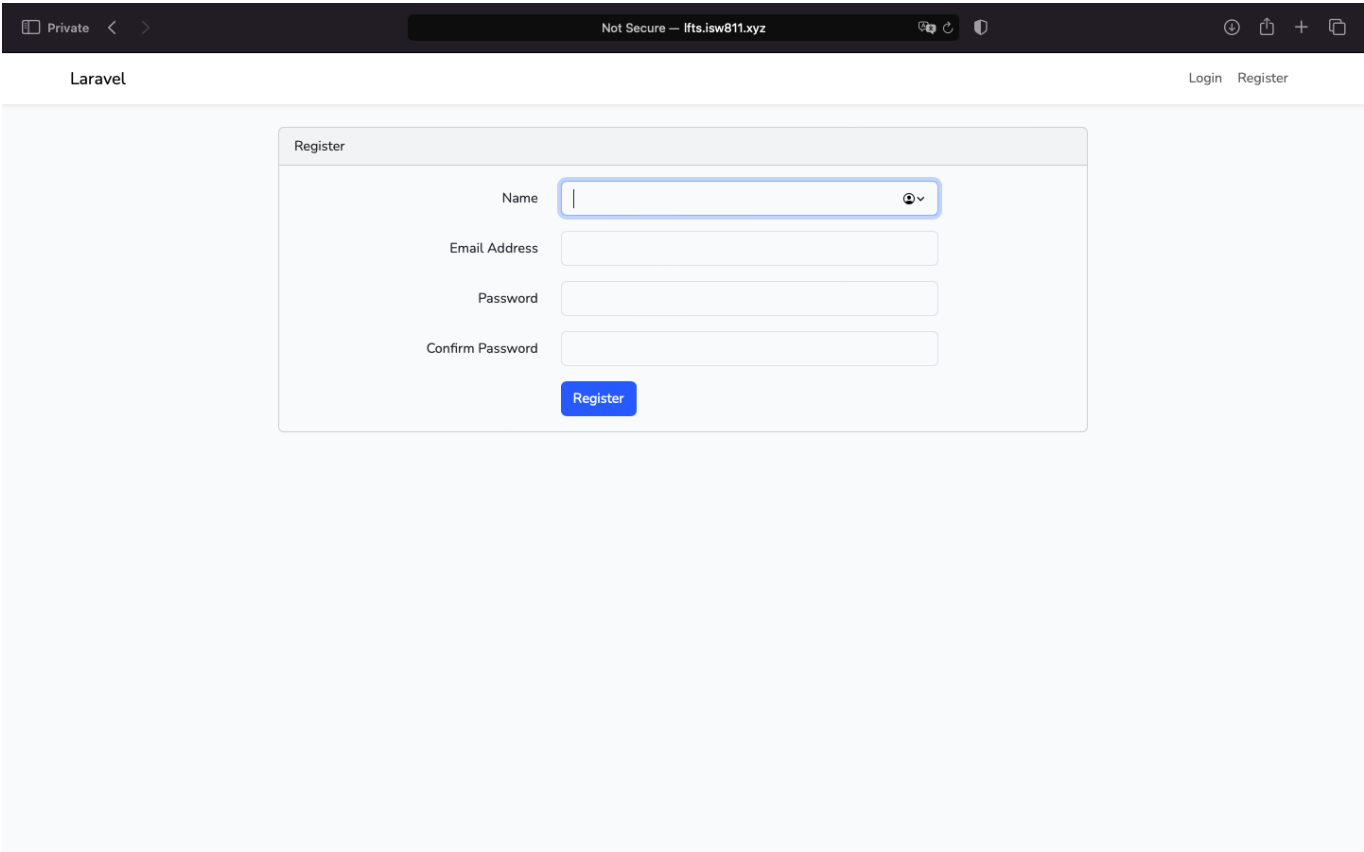 Private
Not Secure — lfts.isw811.xyz
Laravel
Login Register
Register
Name
Email Address
Password
Confirm Password
Register